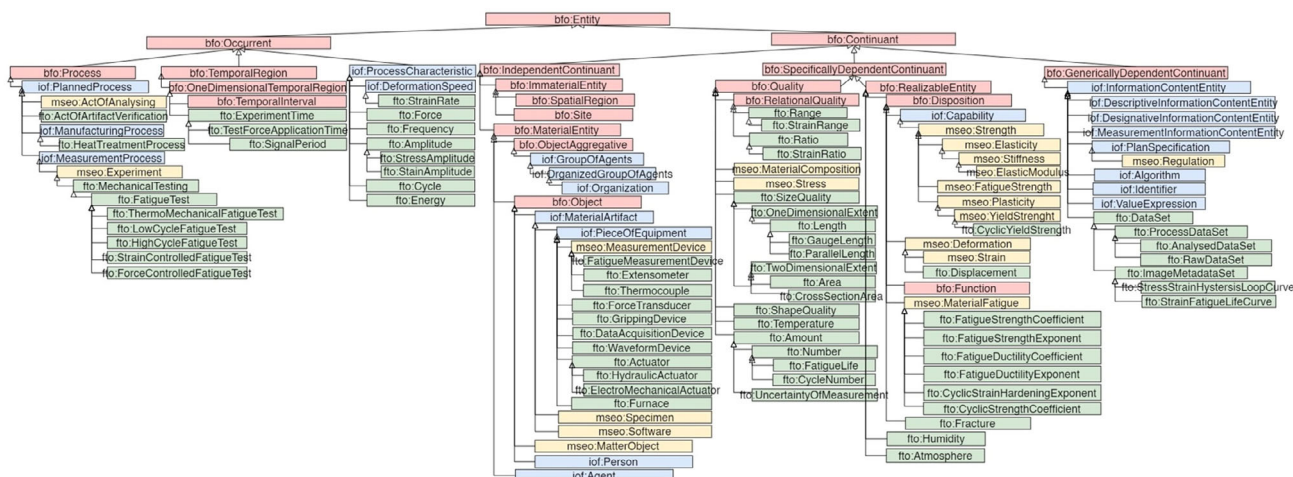 bfo:Entity
bfo:Occurrent
bfo:Process
iof:PlannedProcess
mseo:ActOfAnalysing
fto:ActOfArtifactVerification
iof:ManufacturingProcess
fto:HeatTreatmentProcess
iof:MeasurementProcess
mseo:Experiment
fto:MechanicalTesting
fto:FatigueTest
fto:ThermoMechanicalFatigueTest
fto:LowCycleFatigueTest
fto:HighCycleFatigueTest
fto:StrainControlledFatigueTest
fto:ForceControlledFatigueTest
bfo:TemporalRegion
bfo:OneDimensionalTemporalRegion
bfo:TemporalInterval
fto:ExperimentTime
fto:TestForceApplicationTime
fto:SignalPeriod
iof:ProcessCharacteristic
iof:DeformationSpeed
fto:StrainRate
fto:Force
fto:Frequency
fto:Amplitude
fto:StressAmplitude
fto:StainAmplitude
fto:Cycle
fto:Energy
bfo:Continuant
bfo:IndependentContinuant
bfo:ImmaterialEntity
bfo:SpatialRegion
bfo:Site
bfo:MaterialEntity
bfo:ObjectAggregative
iof:GroupOfAgents
iof:OrganizedGroupOfAgents
iof:Organization
bfo:Object
iof:MaterialArtifact
iof:PieceOfEquipment
mseo:MeasurementDevice
fto:FatigueMeasurementDevice
fto:Extensometer
fto:Thermocouple
fto:ForceTransducer
fto:GrippingDevice
fto:DataAcquisitionDevice
fto:WaveformDevice
fto:Actuator
fto:HydraulicActuator
fto:ElectroMechanicalActuator
fto:Furnace
mseo:Specimen
mseo:Software
mseo:MatterObject
iof:Person
iof:Agent
bfo:SpecificallyDependentContinuant
bfo:Quality
bfo:RelationalQuality
fto:Range
fto:StrainRange
fto:Ratio
fto:StrainRatio
mseo:MaterialComposition
mseo:Stress
fto:SizeQuality
fto:OneDimensionalExtent
fto:Length
fto:GaugeLength
fto:ParallelLength
fto:TwoDimensionalExtent
fto:Area
fto:CrossSectionArea
fto:ShapeQuality
fto:Temperature
fto:Amount
fto:Number
fto:FatigueLife
fto:CycleNumber
fto:UncertaintyOfMeasurement
bfo:RealizableEntity
bfo:Disposition
iof:Capability
mseo:Strength
mseo:Elasticity
mseo:Stiffness
mseo:ElasticModulus
mseo:FatigueStrength
mseo:Plasticity
mseo:YieldStrenght
fto:CyclicYieldStrength
mseo:Deformation
mseo:Strain
fto:Displacement
bfo:Function
mseo:MaterialFatigue
fto:FatigueStrengthCoefficient
fto:FatigueStrengthExponent
fto:FatigueDuctilityCoefficient
fto:FatigueDuctilityExponent
fto:CyclicStrainHardeningExponent
fto:CyclicStrengthCoefficient
fto:Fracture
fto:Humidity
fto:Atmosphere
bfo:GenericallyDependentContinuant
iof:InformationContentEntity
iof:DescriptiveInformationContentEntity
iof:DesignativeInformationContentEntity
iof:MeasurementInformationContentEntity
iof:PlanSpecification
mseo:Regulation
iof:Algorithm
iof:Identifier
iof:ValueExpression
fto:DataSet
fto:ProcessDataSet
fto:AnalysedDataSet
fto:RawDataSet
fto:ImageMetadataSet
fto:StressStrainHystersisLoopCurve
fto:StrainFatigueLifeCurve